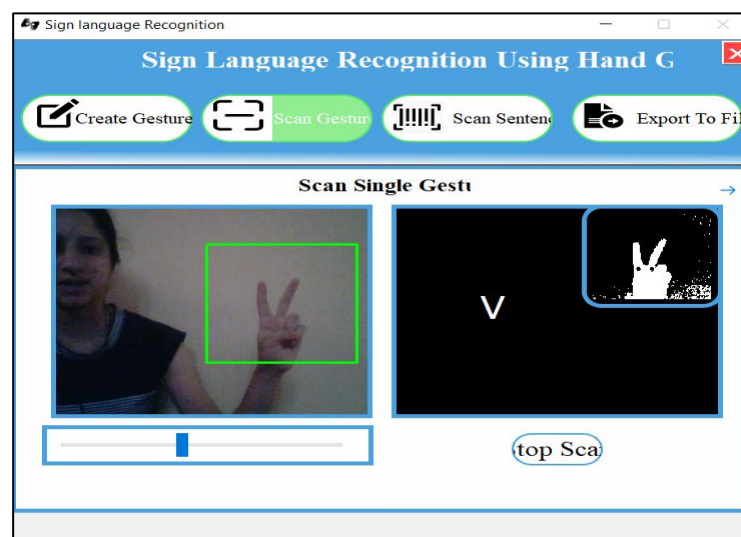 Sign language Recognition
Sign Language Recognition Using Hand G
Create Gesture Scan Gestur Scan Senten Export To Fi
Scan Single Gestu
V
top Sca